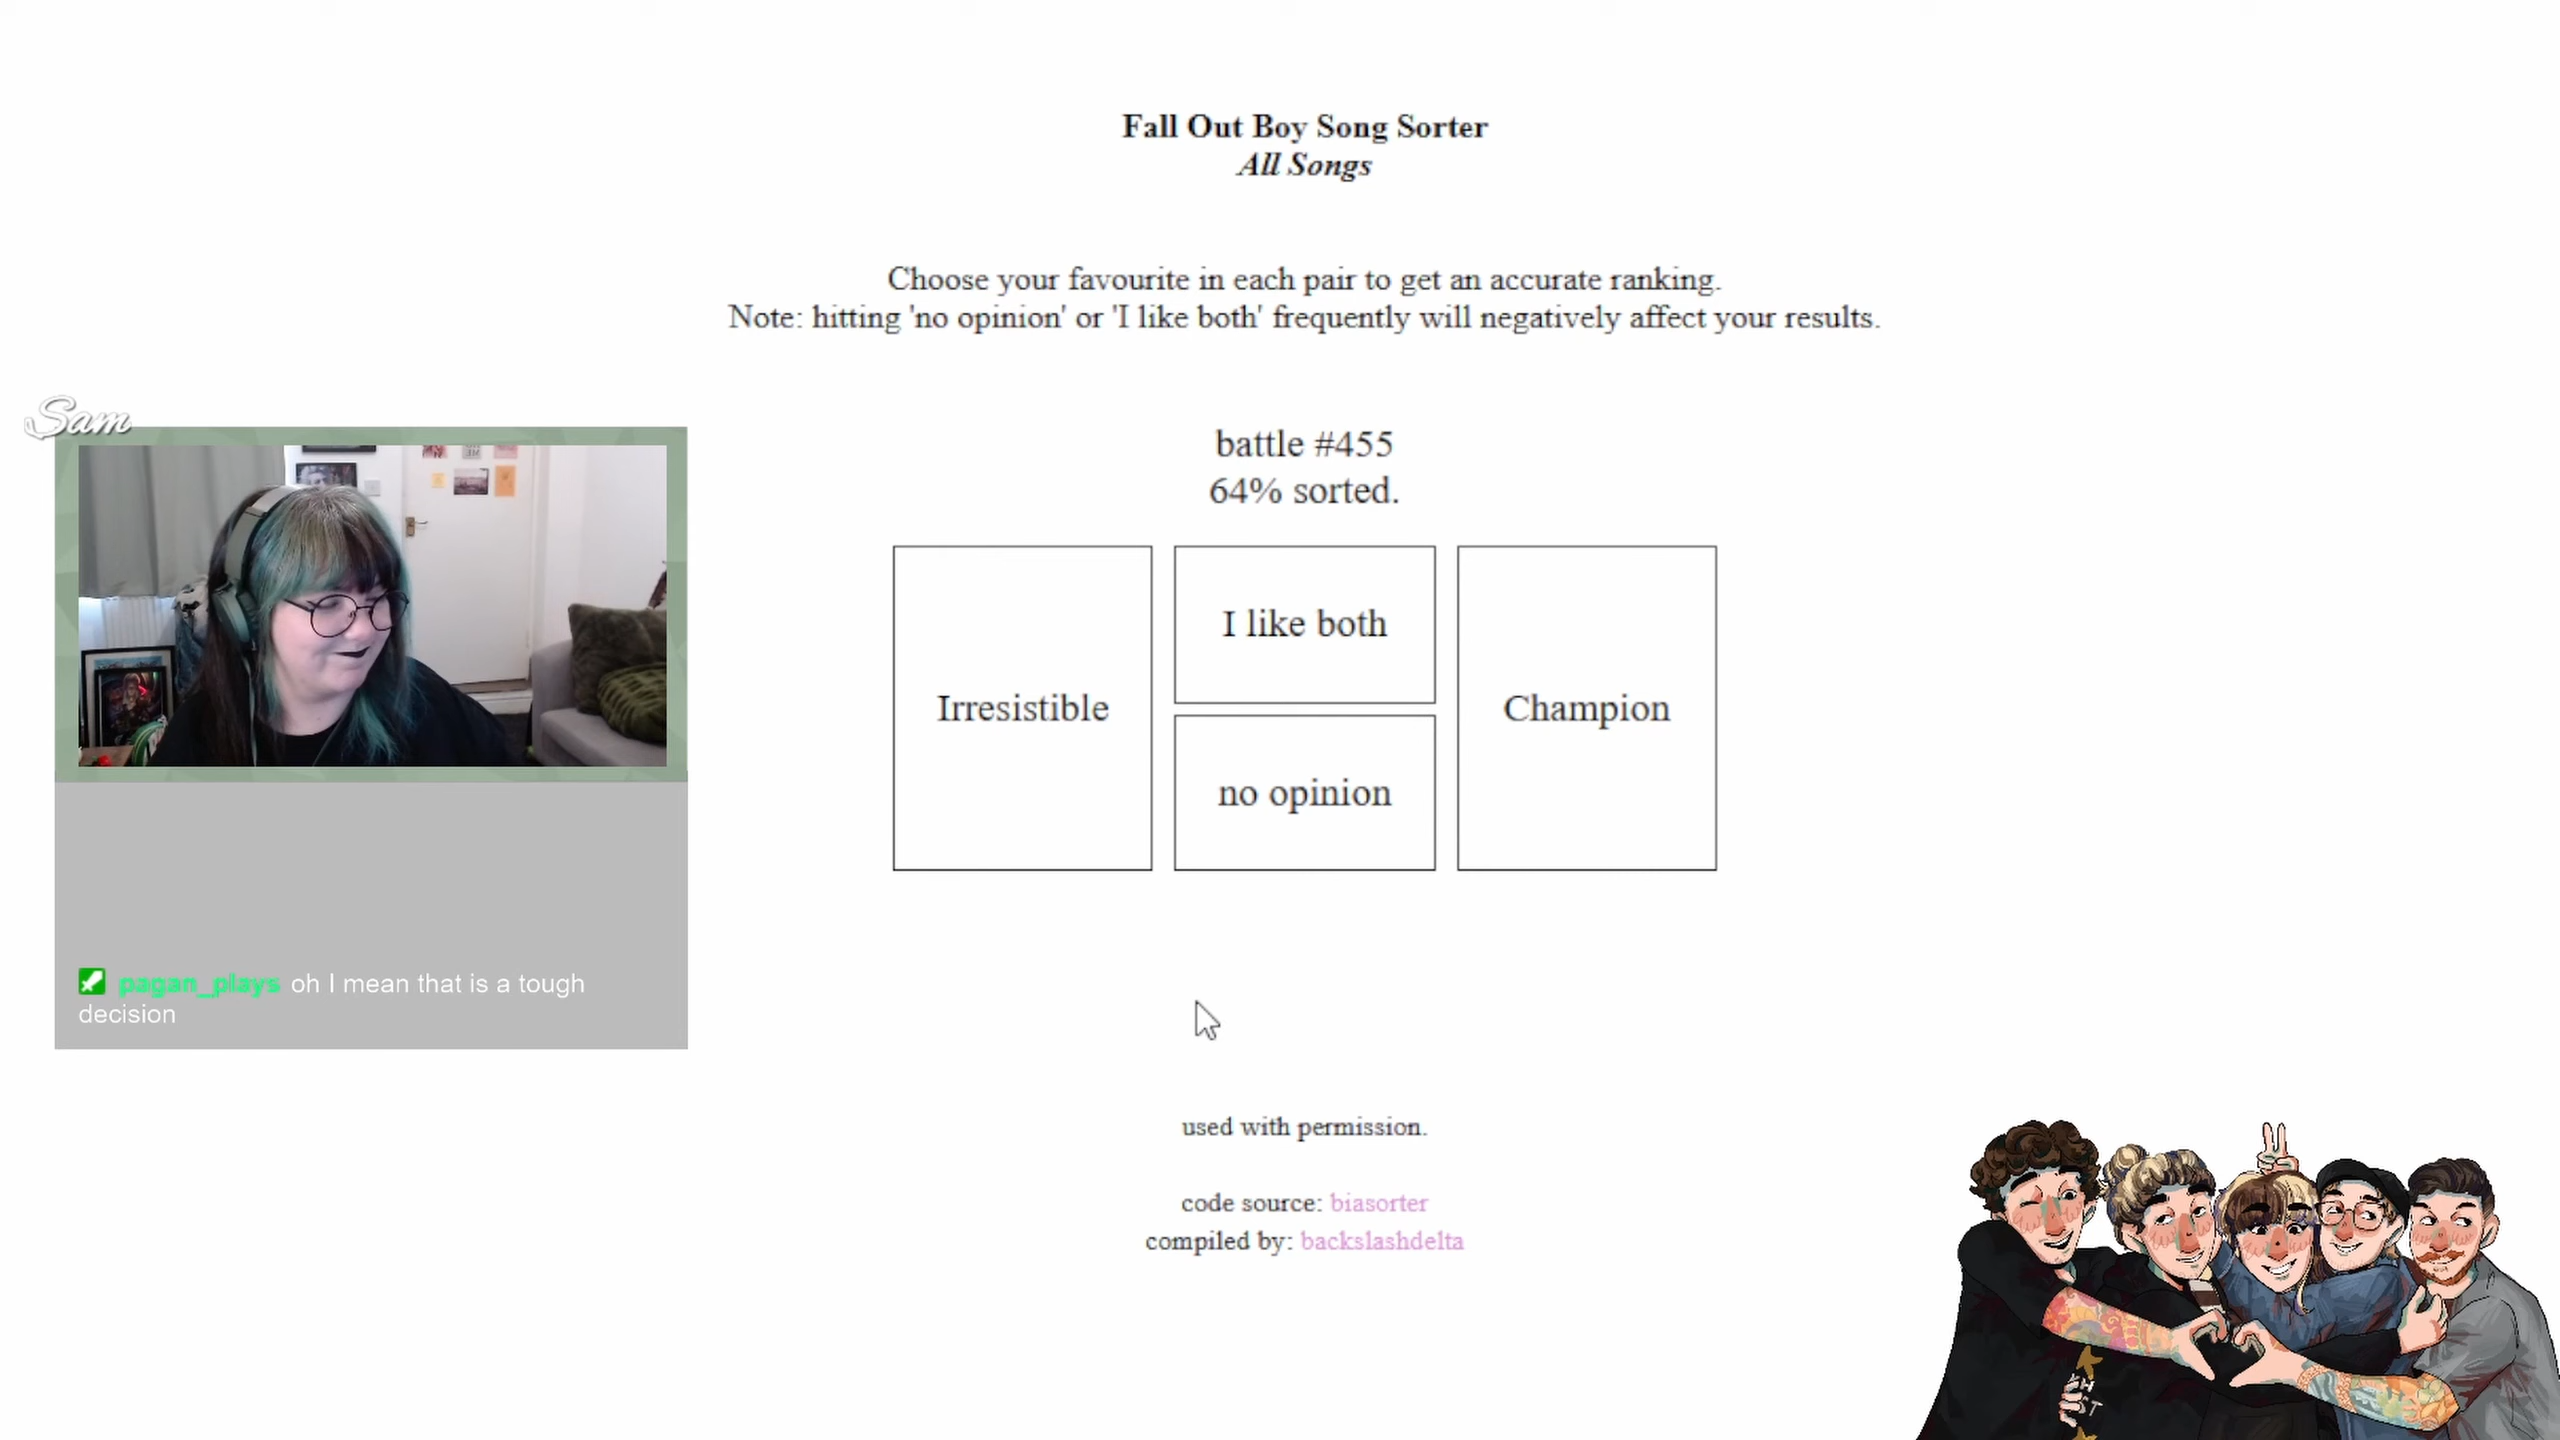 Fall Out Boy Song Sorter
All Songs
Choose your favourite in each pair to get an accurate ranking.
Note: hitting 'no opinion' or 'I like both' frequently will negatively affect your results.
Sam
battle #455
64% sorted.
Irresistible
I like both
no opinion
Champion
pagan_plays oh I mean that is a tough
decision
used with permission.
code source: biasorter
compiled by: backslashdelta